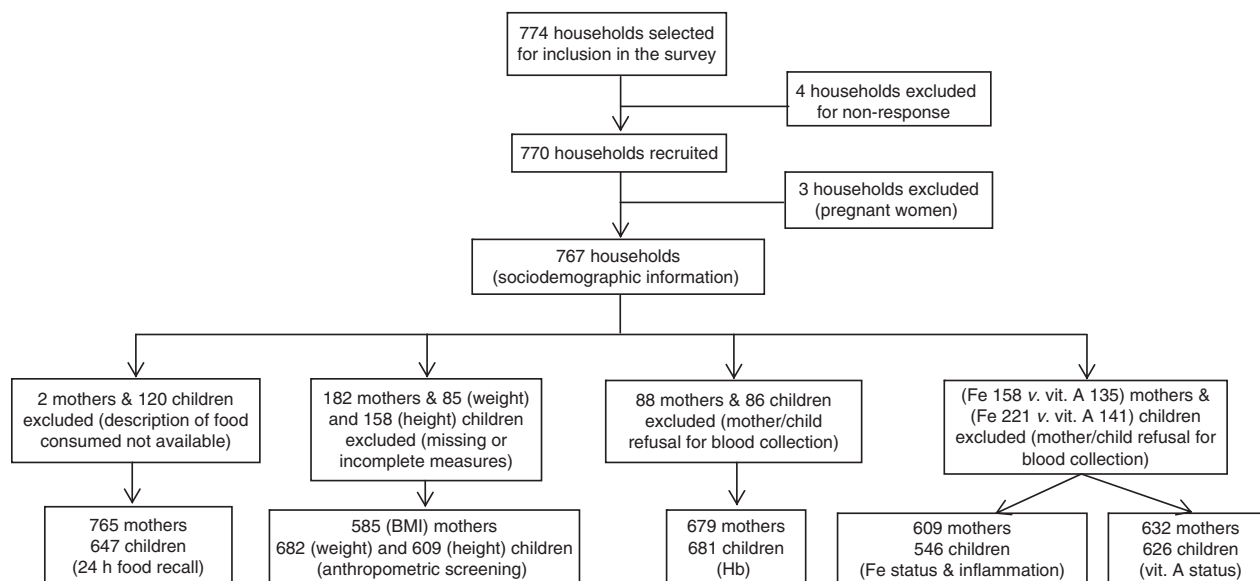 774 households selected
for inclusion in the survey
4 households excluded
for non-response
770 households recruited
3 households excluded
(pregnant women)
767 households
(sociodemographic information)
2 mothers & 120 children
excluded (description of food
consumed not available)
182 mothers & 85 (weight)
and 158 (height) children
excluded (missing or
incomplete measures)
88 mothers & 86 children
excluded (mother/child
refusal for blood collection)
(Fe 158 v. vit. A 135) mothers &
(Fe 221 v. vit. A 141) children
excluded (mother/child refusal for
blood collection)
765 mothers
647 children
(24 h food recall)
585 (BMI) mothers
682 (weight) and 609 (height) children
(anthropometric screening)
679 mothers
681 children
(Hb)
609 mothers
546 children
(Fe status & inflammation)
632 mothers
626 children
(vit. A status)